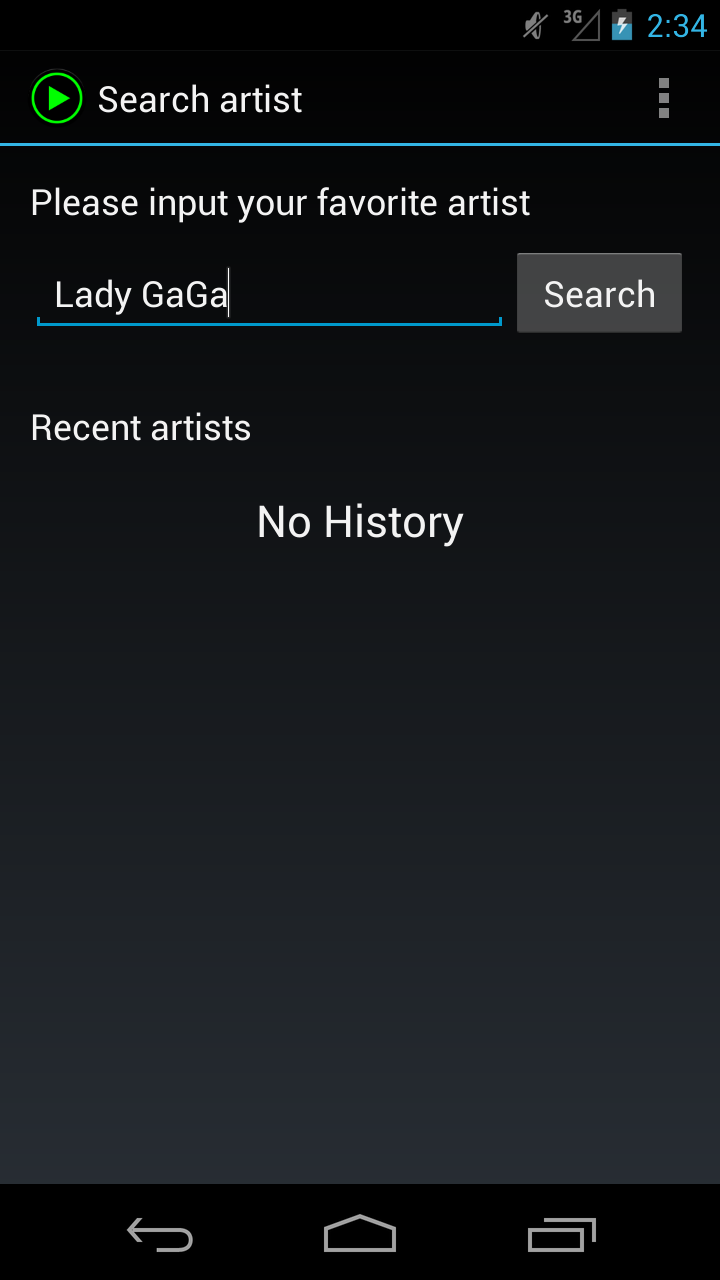 3G 2:34
Search artist
Please input your favorite artist
Lady GaGa Search
Recent artists
No History